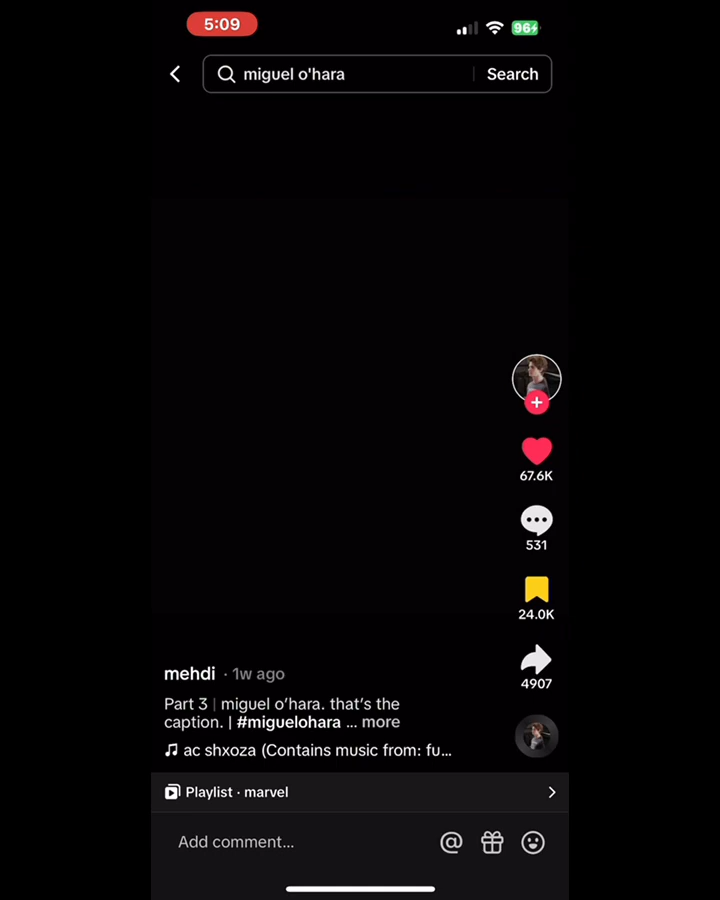 5:09
96
miguel o'hara
Search
67.6K
531
24.0K
4907
mehdi · 1w ago
Part 3 | miguel o'hara. that's the
caption. | #miguelohara ... more
ac shxoza (Contains music from: fu...
Playlist · marvel
Add comment...